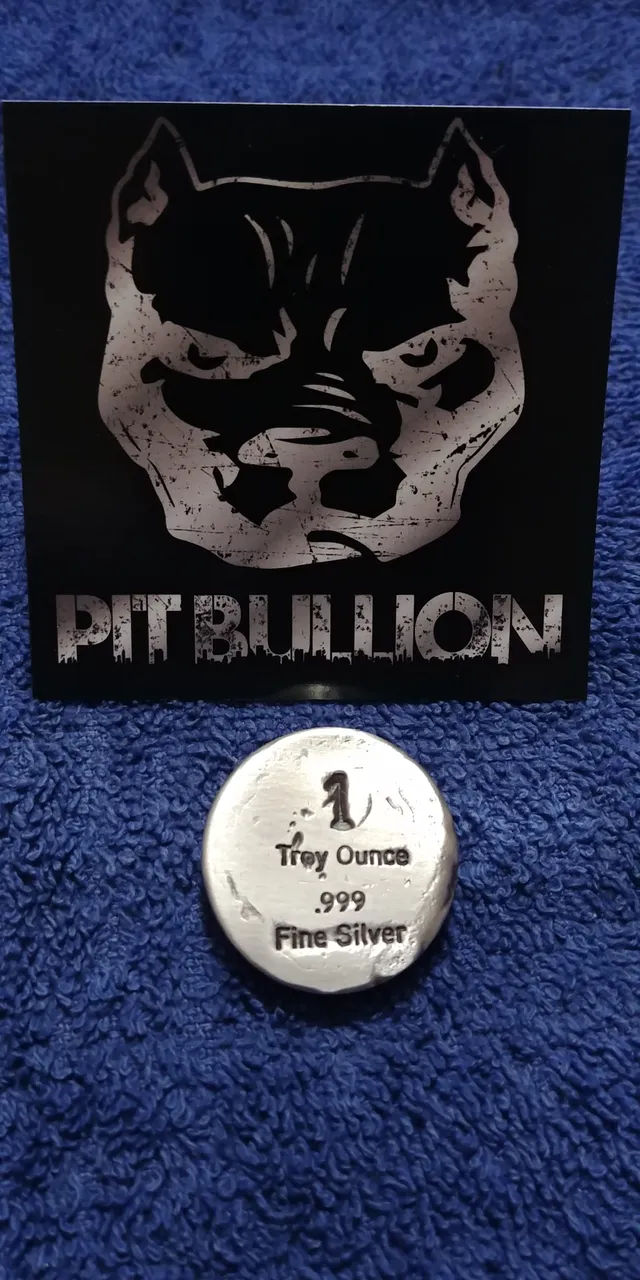 PIT BULLION
1
Troy Ounce
.999
Fine Silver